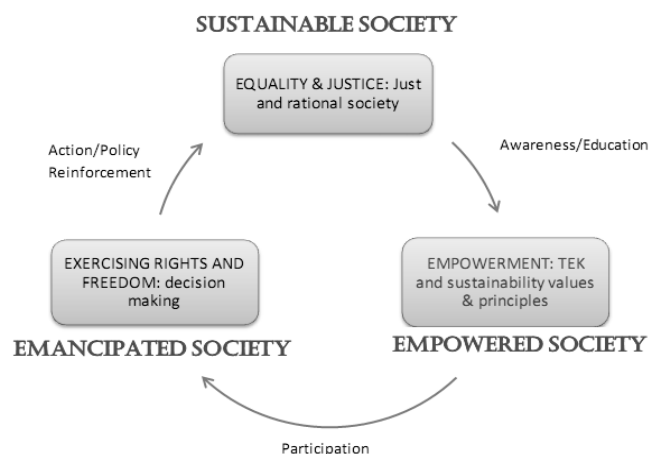 SUSTAINABLE SOCIETY
EQUALITY & JUSTICE: Just
and rational society
Action/Policy
Reinforcement
Awareness/Education
EXERCISING RIGHTS AND
FREEDOM: decision
making
EMPOWERMENT: TEK
and sustainability values
& principles
EMANCIPATED SOCIETY
EMPOWERED SOCIETY
Participation